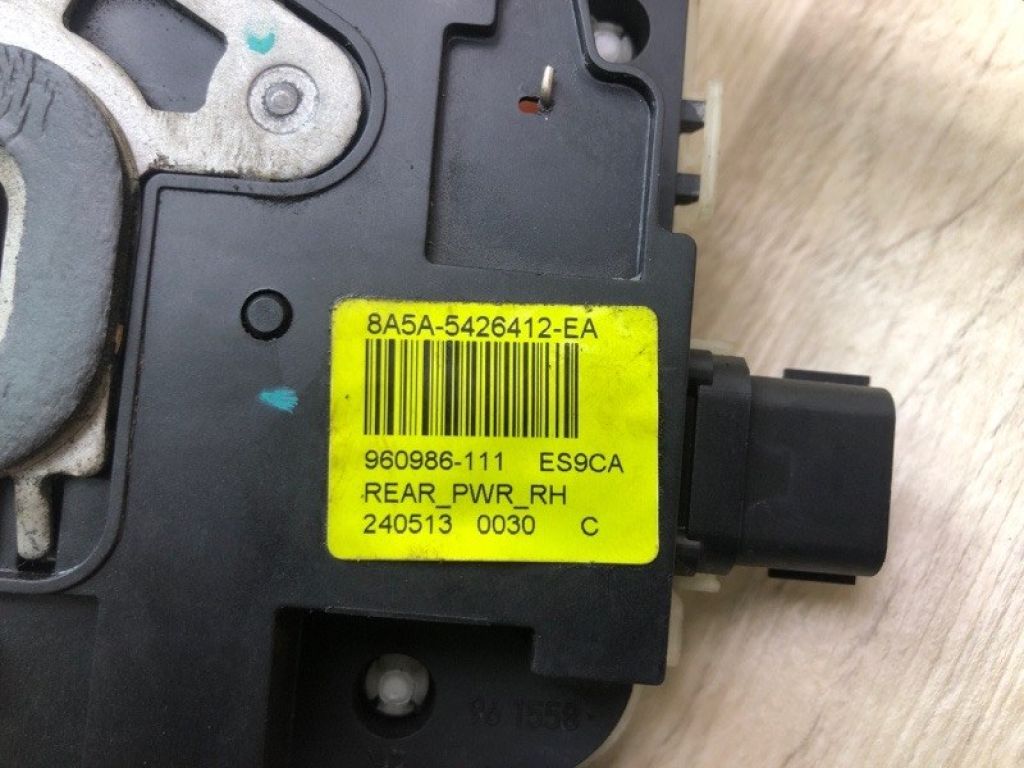 8A5A-5426412-EA
960986-111 ES9CA
REAR_PWR_RH
240513 0030 C